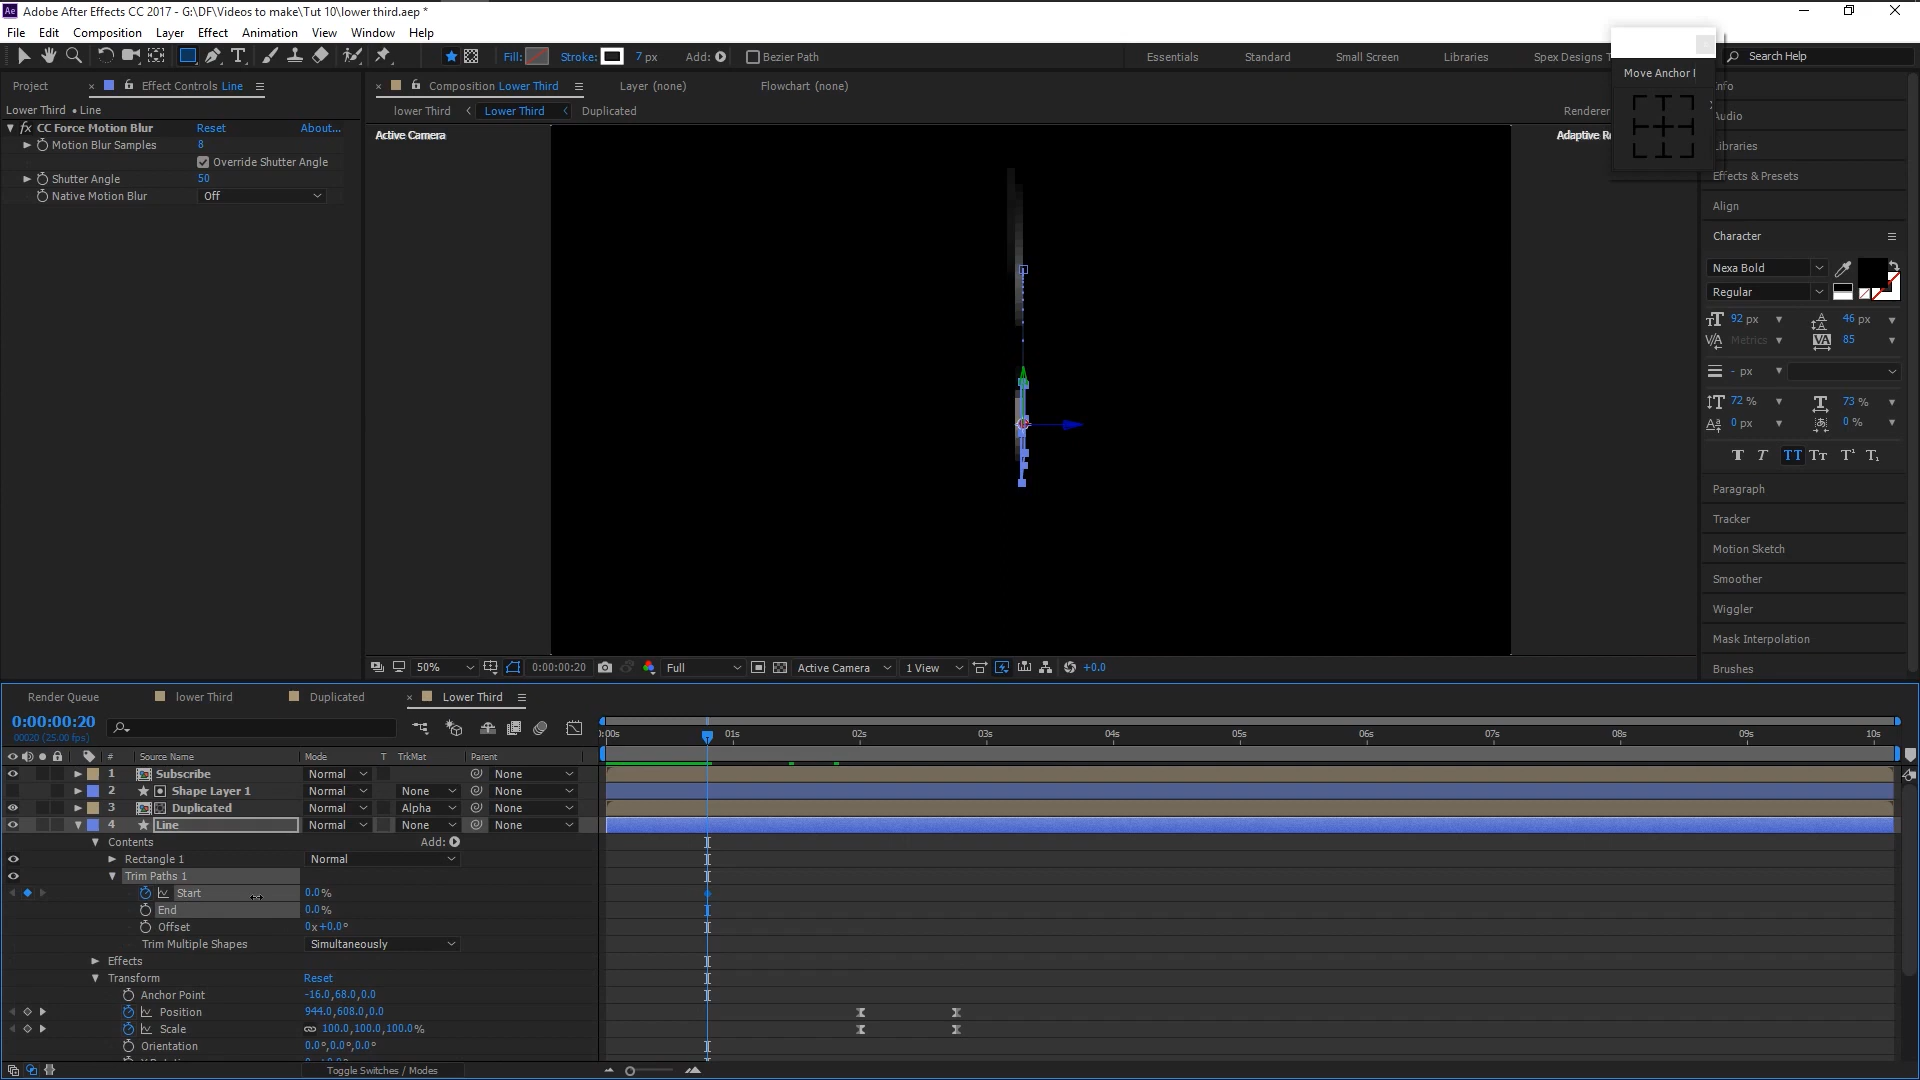 Adobe After Effects CC 2017 - G:\DF\Videos to make\Tut 10\lower third.aep *
File Edit Composition Layer Effect Animation View Window Help
Fill: Stroke: 7 px Add: Bezier Path
Essentials Standard Small Screen Libraries Spex Designs Search Help
Move Anchor
Project Effect Controls Line
Composition Lower Third Layer (none) Flowchart (none)
Lower Third • Line
lower Third Lower Third Duplicated Renderer
Active Camera
Adaptive
fx CC Force Motion Blur Reset About...
Motion Blur Samples 8
Override Shutter Angle
Shutter Angle 50
Native Motion Blur Off
nfo
Audio
Libraries
Effects & Presets
Align
Character
Nexa Bold
Regular
92 px 46 px
Metrics 85
- px
72 % 73 %
0 px 0 %
Paragraph
Tracker
Motion Sketch
Smoother
Wiggler
Mask Interpolation
Brushes
50% 0:00:00:20 Full Active Camera 1 View +0.0
Render Queue lower Third Duplicated Lower Third
0:00:00:20
00020 (25.00 fps)
:00s 01s 02s 03s 04s 05s 06s 07s 08s 09s 10s
# Source Name Mode T TrkMat Parent
1 Subscribe Normal None
2 Shape Layer 1 Normal None None
3 Duplicated Normal Alpha None
4 Line Normal None None
Contents Add:
Rectangle 1 Normal
Trim Paths 1
Start 0.0%
End 0.0%
Offset 0x+0.0°
Trim Multiple Shapes Simultaneously
Effects
Transform Reset
Anchor Point -16.0,68.0,0.0
Position 944.0,608.0,0.0
Scale 100.0,100.0,100.0%
Orientation 0.0°,0.0°,0.0°
Toggle Switches / Modes